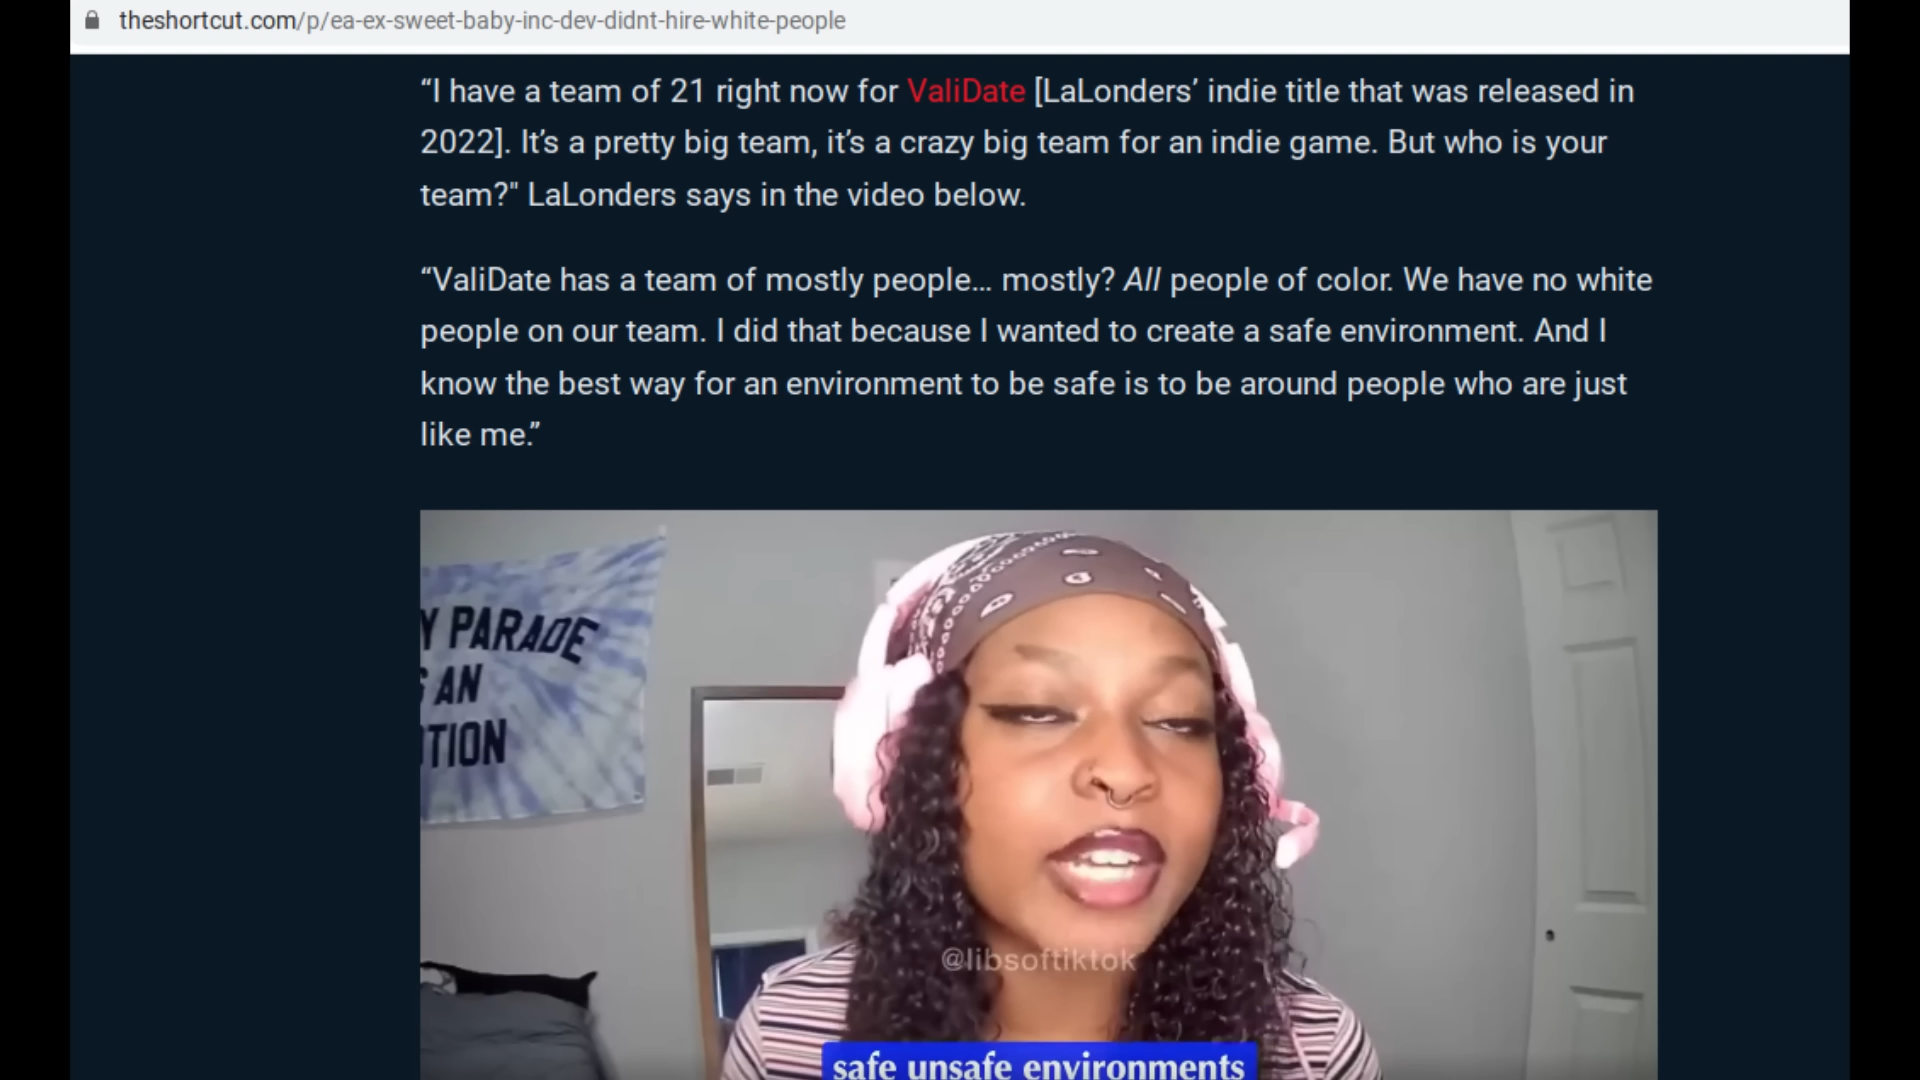 theshortcut.com/p/ea-ex-sweet-baby-inc-dev-didnt-hire-white-people
“I have a team of 21 right now for ValiDate [LaLonders’ indie title that was released in
2022]. It’s a pretty big team, it’s a crazy big team for an indie game. But who is your
team?" LaLonders says in the video below.
“ValiDate has a team of mostly people... mostly? All people of color. We have no white
people on our team. I did that because I wanted to create a safe environment. And I
know the best way for an environment to be safe is to be around people who are just
like me.”
Y PARADE
S AN
TION
@libsoftiktok
safe unsafe environments